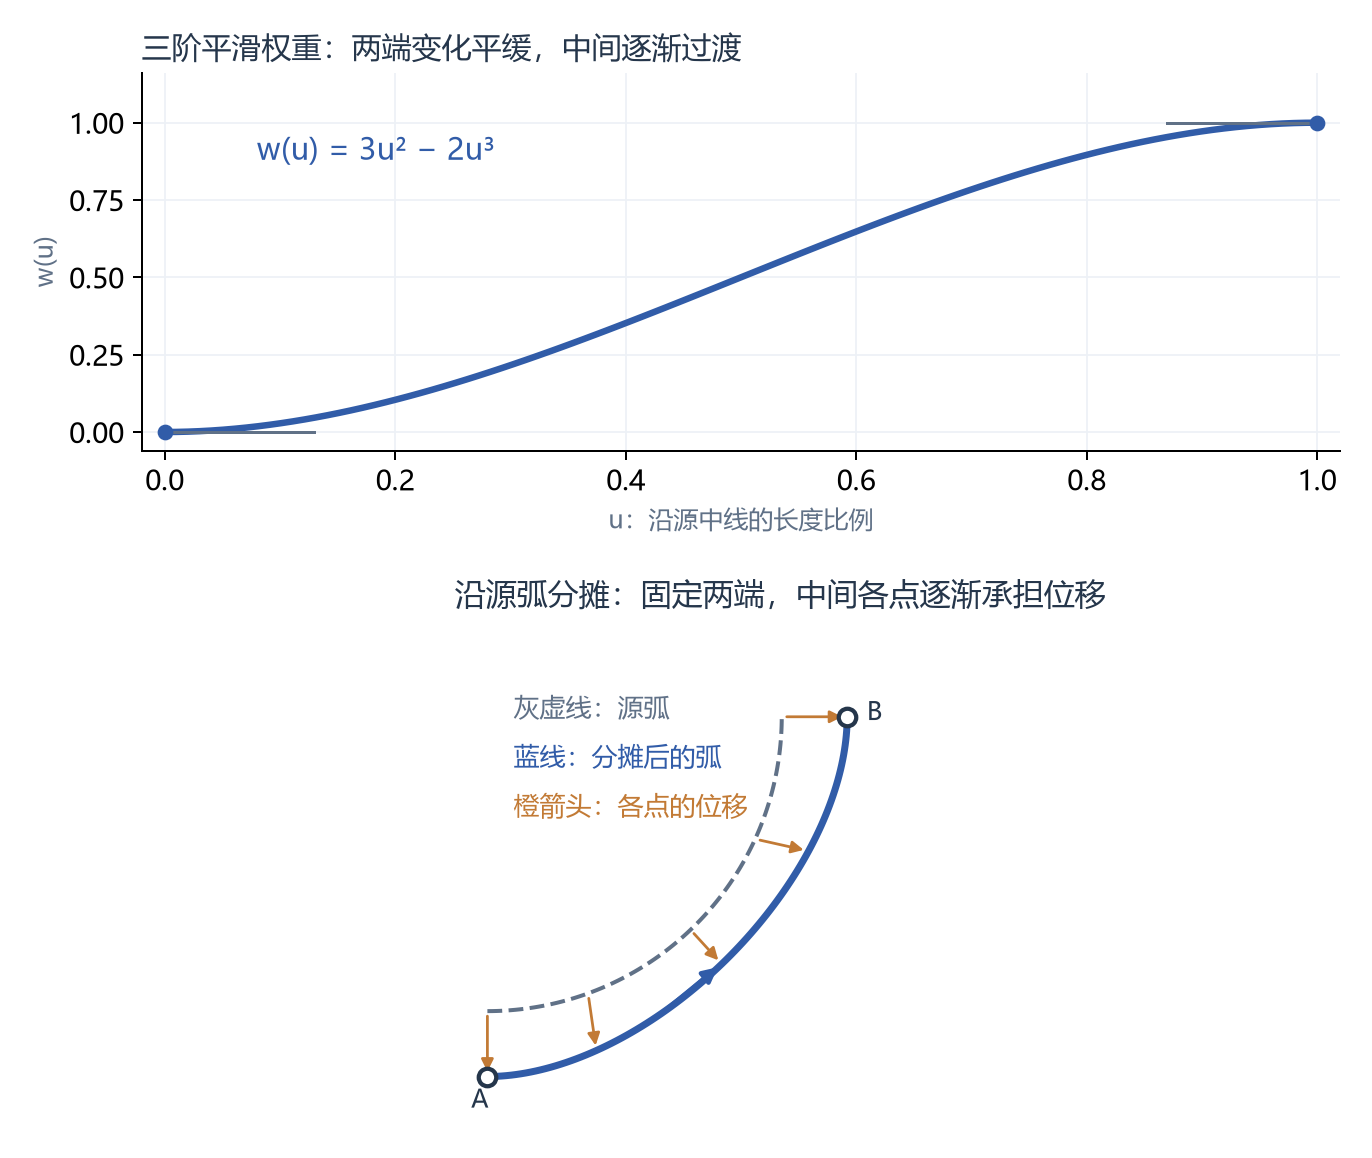 三阶平滑权重：两端变化平缓，中间逐渐过渡
w(u) = 3u² − 2u³
w(u)
1.00
0.75
0.50
0.25
0.00
0.0 0.2 0.4 0.6 0.8 1.0
u：沿源中线的长度比例
沿源弧分摊：固定两端，中间各点逐渐承担位移
灰虚线：源弧
蓝线：分摊后的弧
橙箭头：各点的位移
B
A